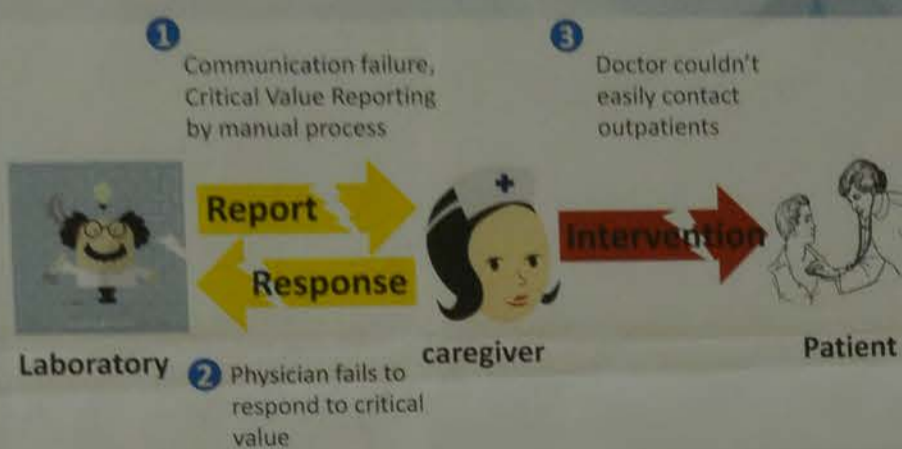 1
Communication failure,
Critical Value Reporting
by manual process
3
Doctor couldn't
easily contact
outpatients
Report
Response
Intervention
Laboratory
caregiver
Patient
2 Physician fails to
respond to critical
value